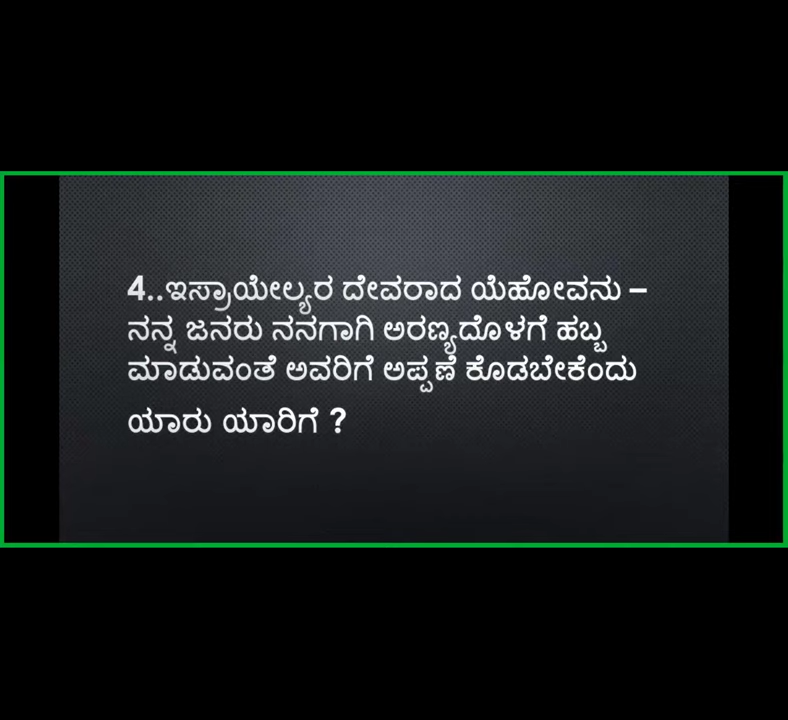 4..ಇಸ್ರಾಯೇಲ್ಯರ ದೇವರಾದ ಯೆಹೋವನು –
ನನ್ನ ಜನರು ನನಗಾಗಿ ಅರಣ್ಯದೊಳಗೆ ಹಬ್ಬ
ಮಾಡುವಂತೆ ಅವರಿಗೆ ಅಪ್ಪಣೆ ಕೊಡಬೇಕೆಂದು
ಯಾರು ಯಾರಿಗೆ ?